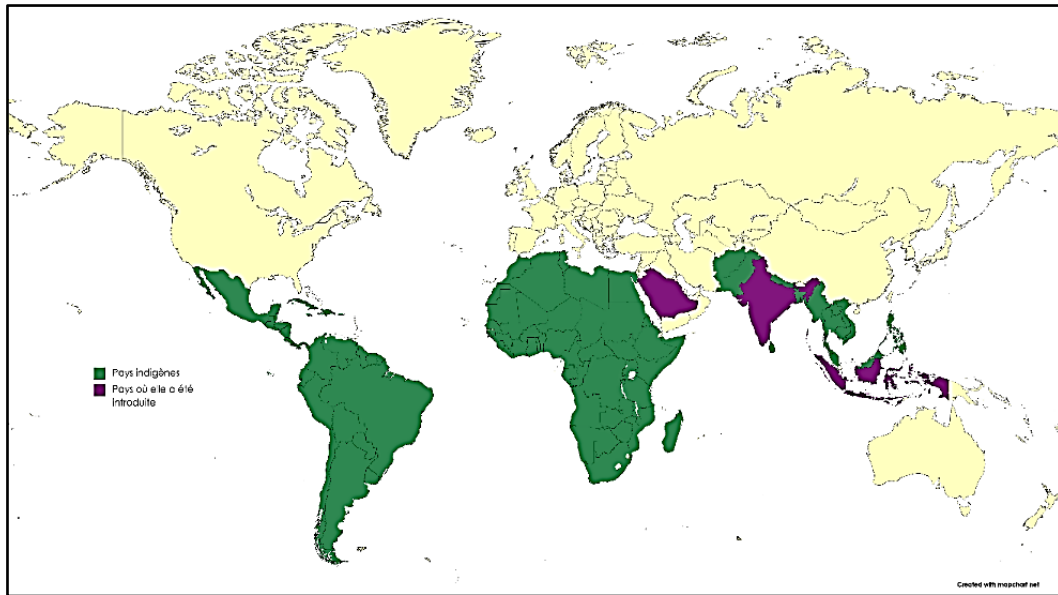 Pays indigènes
Pays où elle a été
introduite
Created with mapchart.net